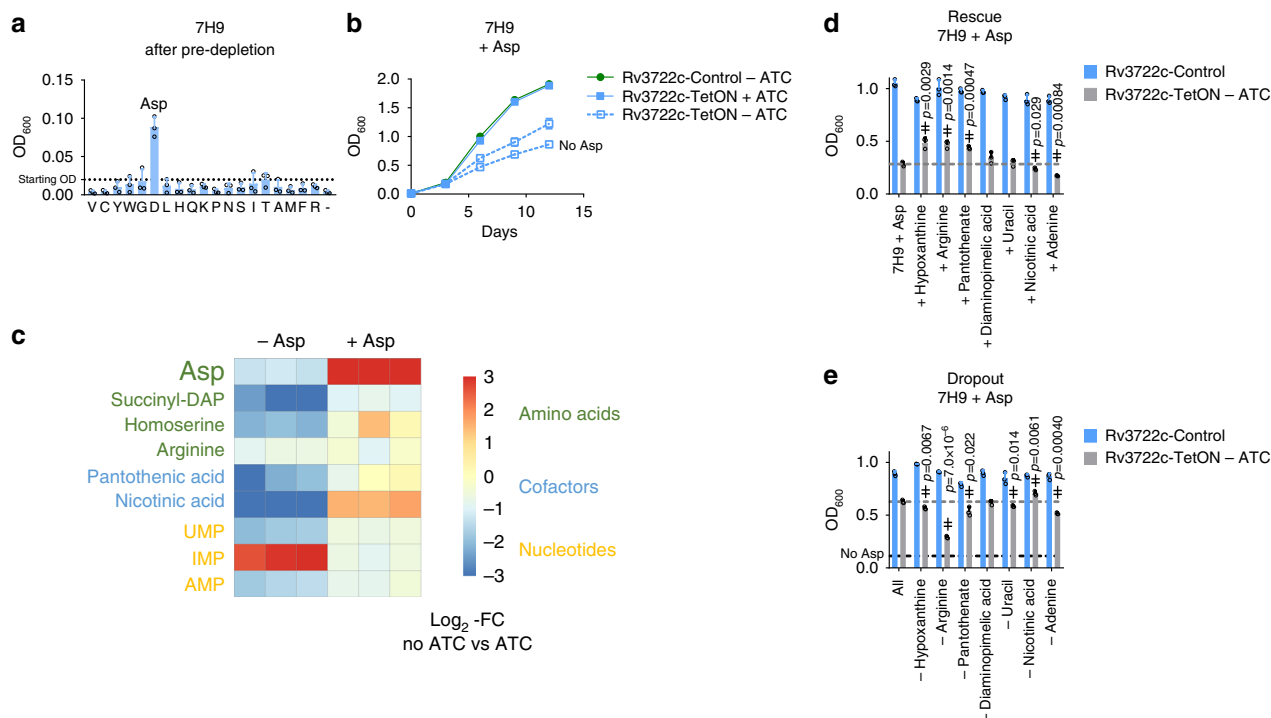 a
7H9
after pre-depletion
OD600
0.15
0.10
0.05
0.00
Starting OD
Asp
V C Y W G D L H Q K P N S I T A M F R -
b
7H9
+ Asp
OD600
2.0
1.5
1.0
0.5
0.0
0 5 10 15
Days
No Asp
Rv3722c-Control – ATC
Rv3722c-TetON + ATC
Rv3722c-TetON – ATC
c
– Asp + Asp
Asp
Succinyl-DAP
Homoserine
Arginine
Pantothenic acid
Nicotinic acid
UMP
IMP
AMP
3
2
1
0
–1
–2
–3
Amino acids
Cofactors
Nucleotides
Log2 -FC
no ATC vs ATC
d
Rescue
7H9 + Asp
OD600
1.0
0.5
0.0
ǂ p=0.0029
ǂ p=0.0014
ǂ p=0.00047
ǂ p=0.029
ǂ p=0.00084
7H9 + Asp
+ Hypoxanthine
+ Arginine
+ Pantothenate
+ Diaminopimelic acid
+ Uracil
+ Nicotinic acid
+ Adenine
Rv3722c-Control
Rv3722c-TetON – ATC
e
Dropout
7H9 + Asp
OD600
1.0
0.5
0.0
No Asp
ǂ p=0.0067
ǂ p=7.0×10⁻⁶
ǂ p=0.022
ǂ p=0.014
ǂ p=0.0061
ǂ p=0.00040
All
– Hypoxanthine
– Arginine
– Pantothenate
– Diaminopimelic acid
– Uracil
– Nicotinic acid
– Adenine
Rv3722c-Control
Rv3722c-TetON – ATC